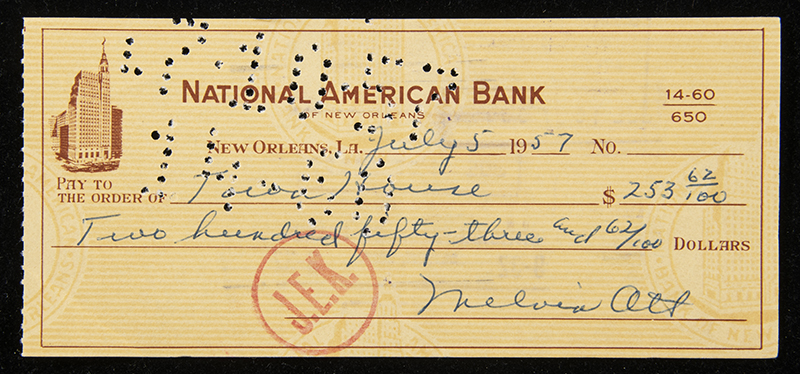 NATIONAL AMERICAN BANK
OF NEW ORLEANS
14-60
650
NEW ORLEANS, LA. July 5 1957 No.
PAY TO
THE ORDER OF Town House $ 253 62/100
Two hundred fifty-three and 62/100 DOLLARS
J.E.K.
Melvin Ott